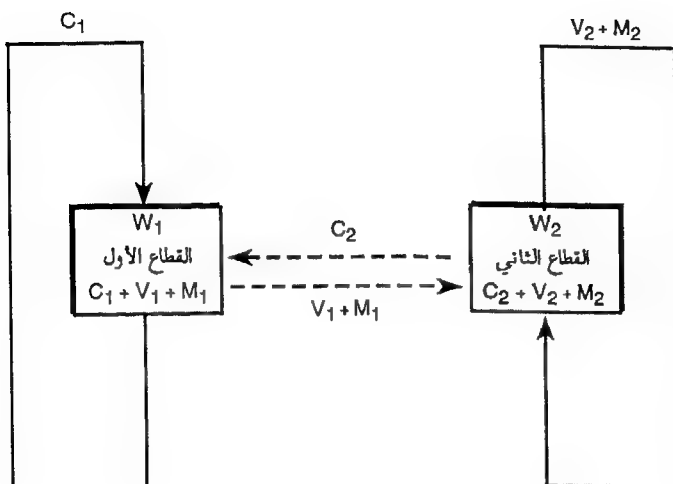 C₁
V₂ + M₂
W₁
القطاع الأول
C₁ + V₁ + M₁
C₂
V₁ + M₁
W₂
القطاع الثاني
C₂ + V₂ + M₂